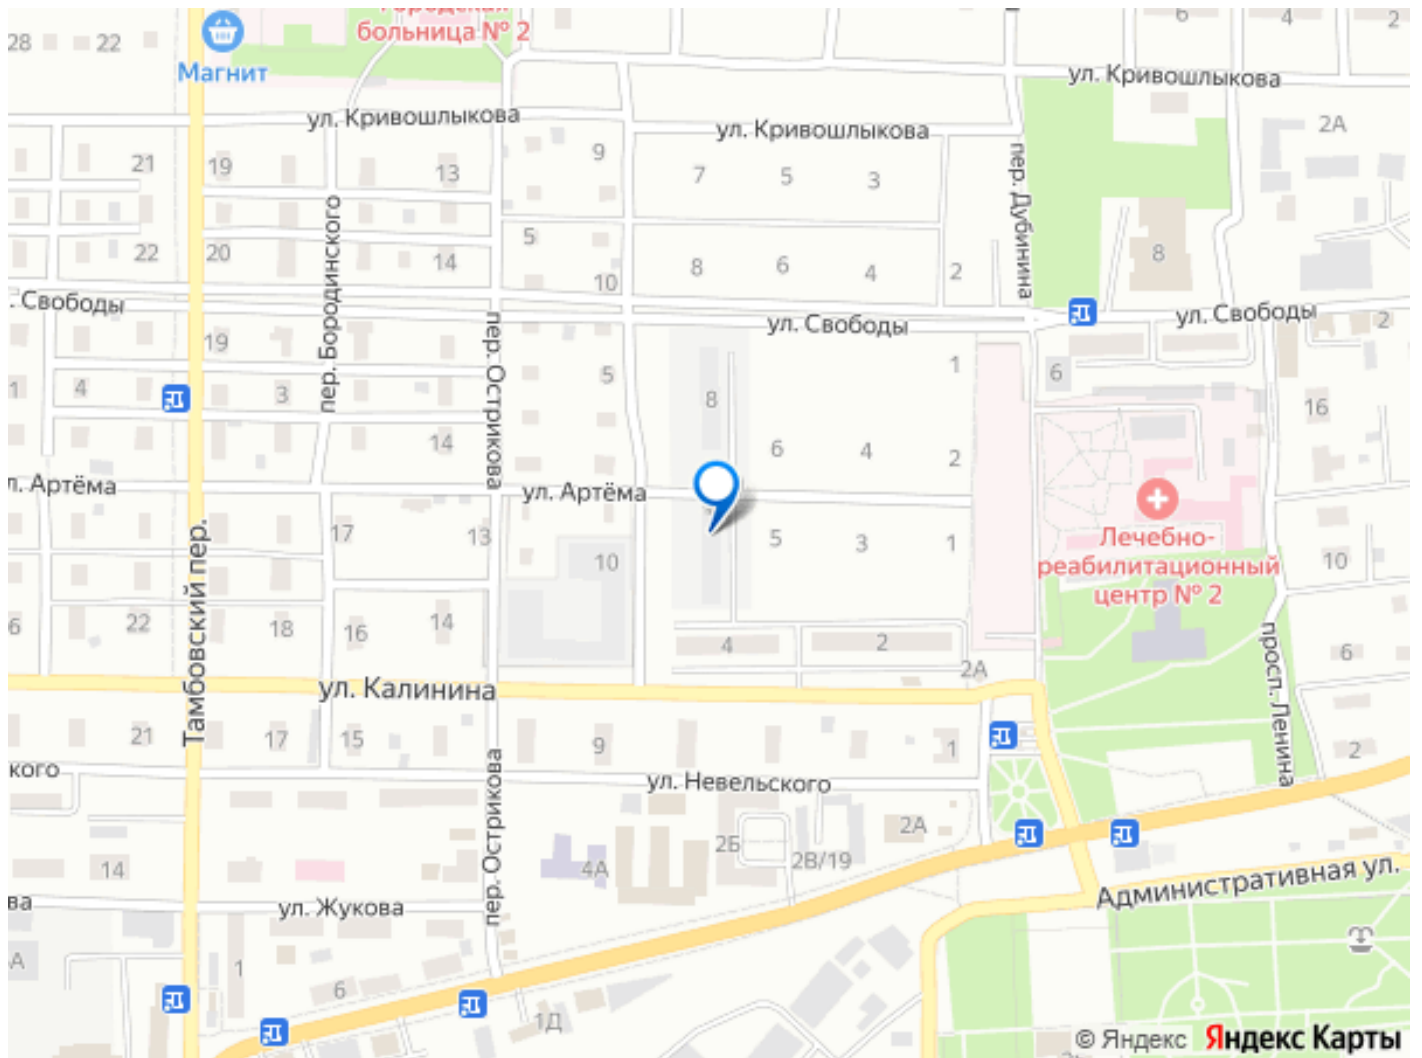 Городская
больница № 2
6
4
2
28
22
Магнит
ул. Кривошлыкова
2А
ул. Кривошлыкова
ул. Кривошлыкова
9
21
19
13
7
5
3
пер. Дубинина
пер. Бородинского
5
22
20
14
8
6
4
2
8
10
. Свободы
ул. Свободы
ул. Свободы
2
пер. Острикова
19
1
6
5
1
4
3
8
16
14
6
4
2
л. Артёма
ул. Артёма
17
13
5
3
1
Лечебно-
реабилитационный
центр № 2
10
10
Тамбовский пер.
6
22
18
16
14
4
2
2А
6
просп. Ленина
ул. Калинина
21
17
15
9
1
2
кого
ул. Невельского
пер. Острикова
2А
2Б
2В/19
14
4А
Административная ул.
ва
ул. Жукова
А
1
6
1Д
© Яндекс Яндекс Карты